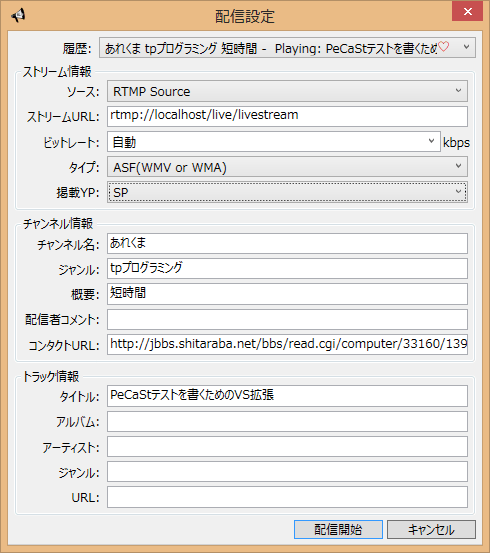 配信設定
履歴: あれくま tpプログラミング 短時間 - Playing: PeCaStテストを書くため♡
ストリーム情報
ソース: RTMP Source
ストリームURL: rtmp://localhost/live/livestream
ビットレート: 自動 kbps
タイプ: ASF(WMV or WMA)
掲載YP: SP
チャンネル情報
チャンネル名: あれくま
ジャンル: tpプログラミング
概要: 短時間
配信者コメント:
コンタクトURL: http://jbbs.shitaraba.net/bbs/read.cgi/computer/33160/139
トラック情報
タイトル: PeCaStテストを書くためのVS拡張
アルバム:
アーティスト:
ジャンル:
URL:
配信開始 キャンセル